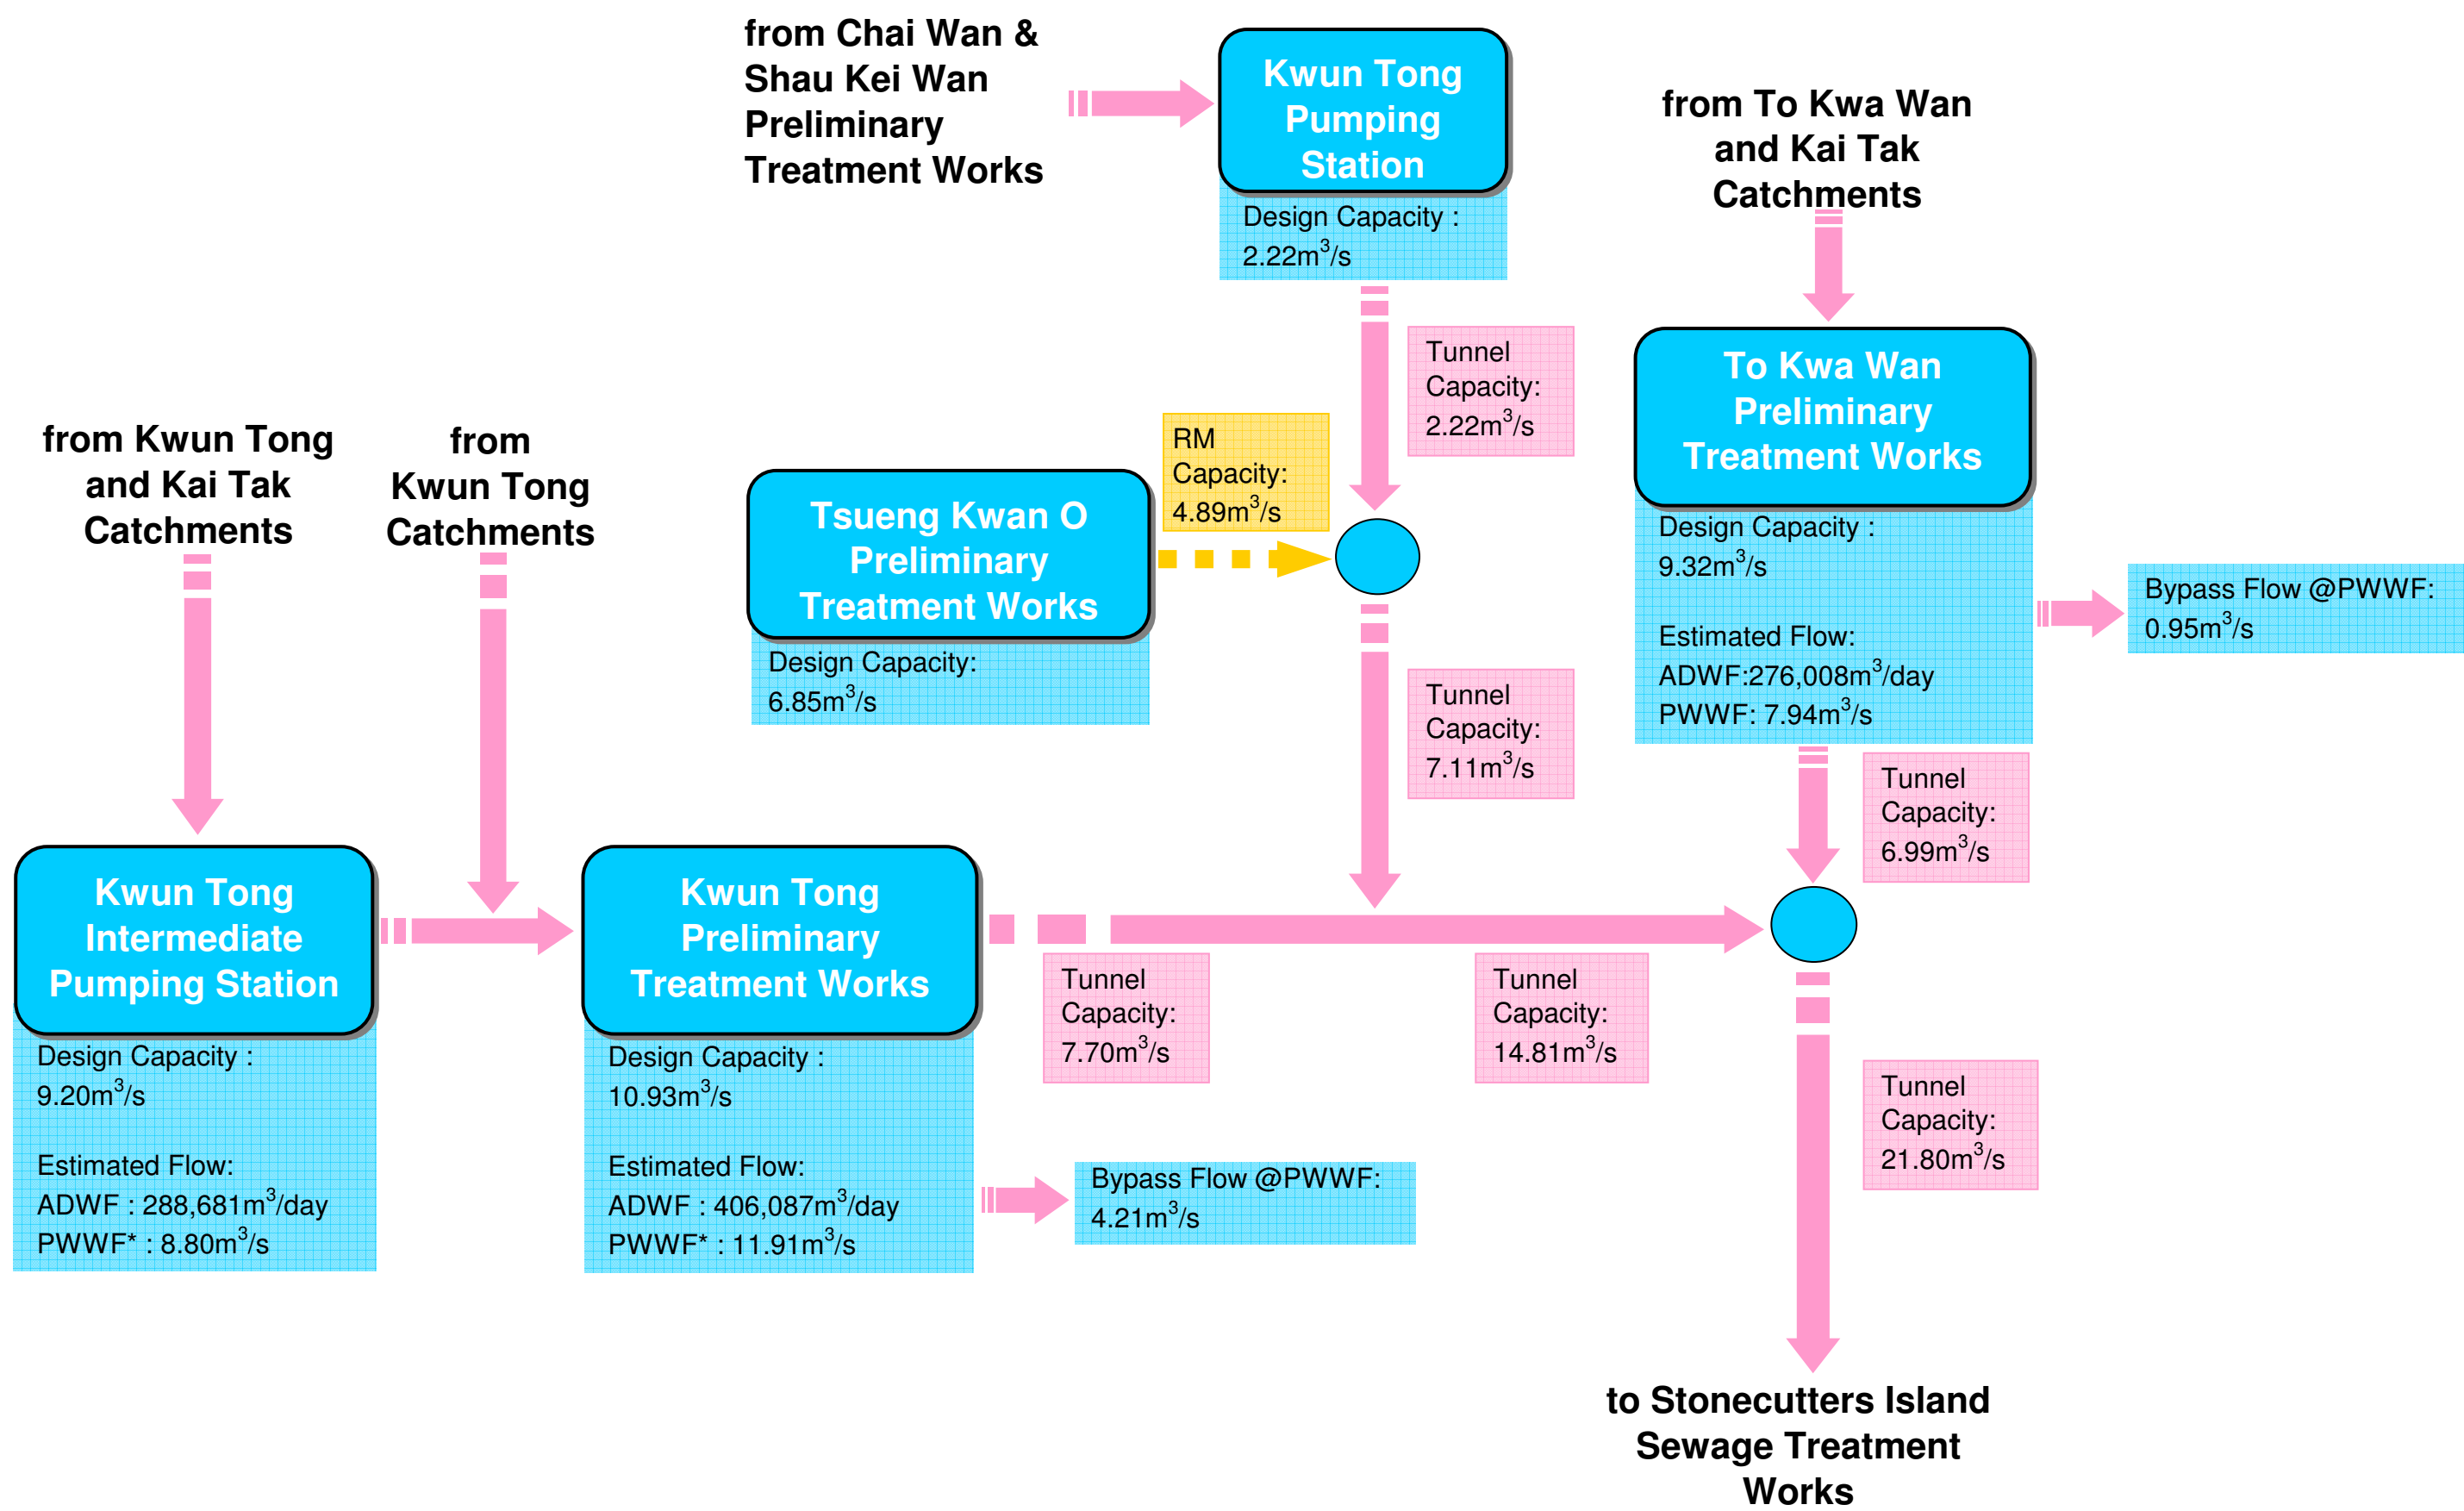 from Chai Wan &
Shau Kei Wan
Preliminary
Treatment Works
Kwun Tong
Pumping
Station
Design Capacity :
2.22m³/s
from To Kwa Wan
and Kai Tak
Catchments
Tunnel
Capacity:
2.22m³/s
To Kwa Wan
Preliminary
Treatment Works
Design Capacity :
9.32m³/s
Estimated Flow:
ADWF:276,008m³/day
PWWF: 7.94m³/s
Bypass Flow @PWWF:
0.95m³/s
from Kwun Tong
and Kai Tak
Catchments
from
Kwun Tong
Catchments
RM
Capacity:
4.89m³/s
Tsueng Kwan O
Preliminary
Treatment Works
Design Capacity:
6.85m³/s
Tunnel
Capacity:
7.11m³/s
Tunnel
Capacity:
6.99m³/s
Kwun Tong
Intermediate
Pumping Station
Design Capacity :
9.20m³/s
Estimated Flow:
ADWF : 288,681m³/day
PWWF* : 8.80m³/s
Kwun Tong
Preliminary
Treatment Works
Design Capacity :
10.93m³/s
Estimated Flow:
ADWF : 406,087m³/day
PWWF* : 11.91m³/s
Tunnel
Capacity:
7.70m³/s
Tunnel
Capacity:
14.81m³/s
Bypass Flow @PWWF:
4.21m³/s
Tunnel
Capacity:
21.80m³/s
to Stonecutters Island
Sewage Treatment
Works